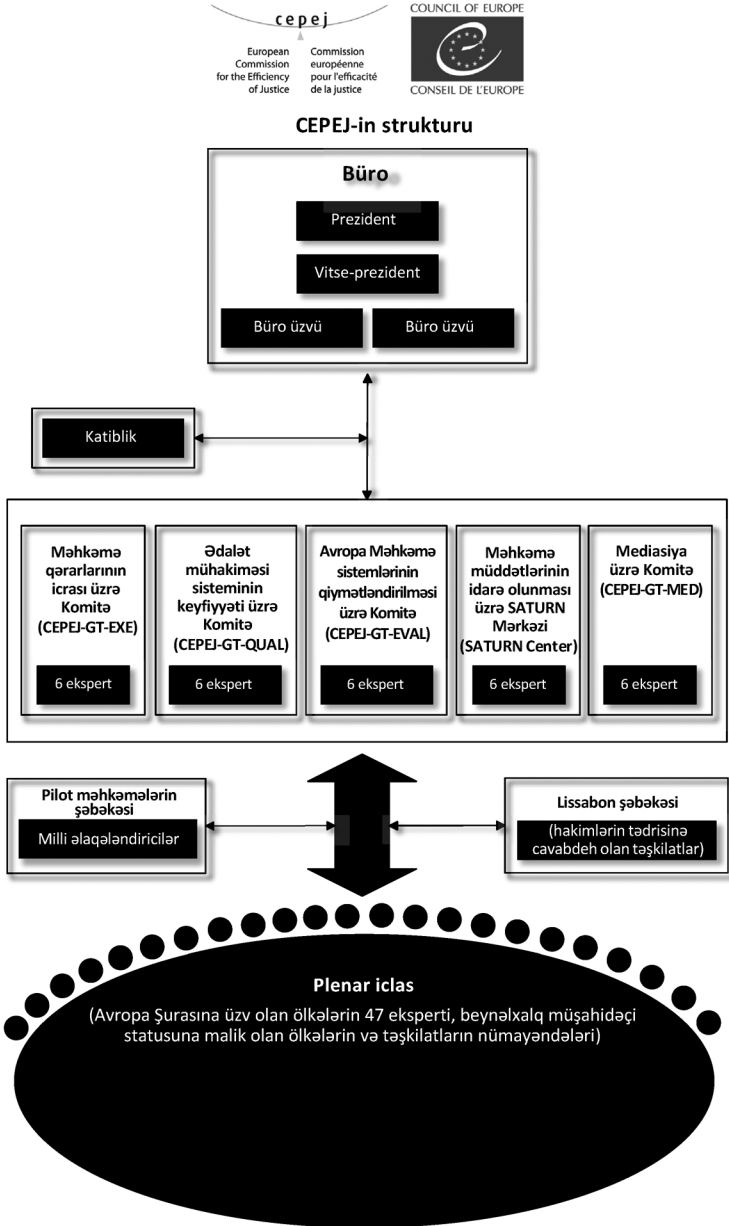 cepej
European
Commission
for the Efficiency
of Justice
Commission
européenne
pour l'efficacité
de la justice
COUNCIL OF EUROPE
CONSEIL DE L'EUROPE
CEPEJ-in strukturu
Büro
Prezident
Vitse-prezident
Büro üzvü
Büro üzvü
Katiblik
Məhkəmə
qərarlarının
icrası üzrə
Komitə
(CEPEJ-GT-EXE)
6 ekspert
Ədalət
mühakiməsi
sisteminin
keyfiyyəti üzrə
Komitə
(CEPEJ-GT-QUAL)
6 ekspert
Avropa Məhkəmə
sistemlərinin
qiymətləndirilməsi
üzrə Komitə
(CEPEJ-GT-EVAL)
6 ekspert
Məhkəmə
müddətlərinin
idarə olunması
üzrə SATURN
Mərkəzi
(SATURN Center)
6 ekspert
Mediasiya
üzrə Komitə
(CEPEJ-GT-MED)
6 ekspert
Pilot məhkəmələrin
şəbəkəsi
Milli əlaqələndiricilər
Lissabon şəbəkəsi
(hakimlərin tədrisinə
cavabdeh olan təşkilatlar)
Plenar iclas
(Avropa Şurasına üzv olan ölkələrin 47 eksperti, beynəlxalq müşahidəçi
statusuna malik olan ölkələrin və təşkilatların nümayəndələri)